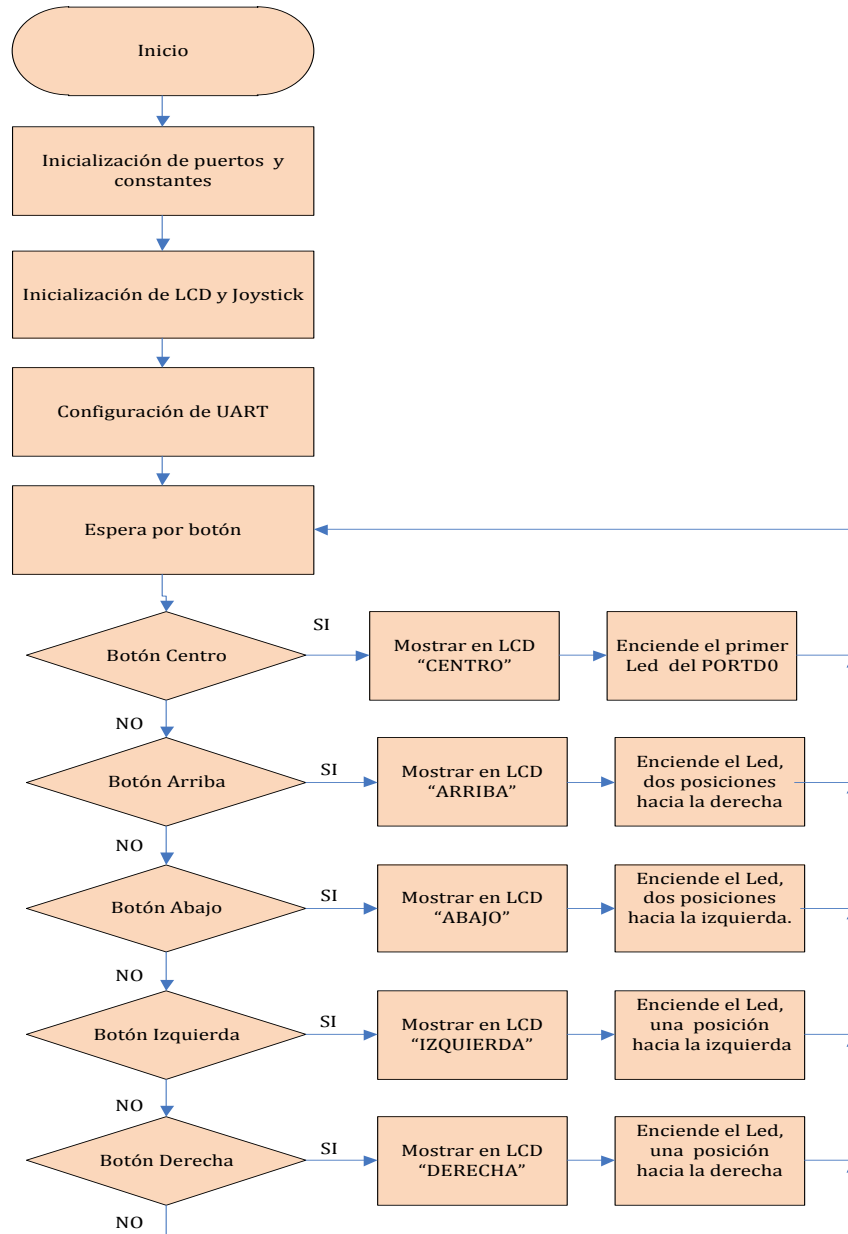 Inicio
Inicialización de puertos y
constantes
Inicialización de LCD y Joystick
Configuración de UART
Espera por botón
Botón Centro
SI
Mostrar en LCD
“CENTRO”
Enciende el primer
Led del PORTD0
NO
Botón Arriba
SI
Mostrar en LCD
“ARRIBA”
Enciende el Led,
dos posiciones
hacia la derecha
NO
Botón Abajo
SI
Mostrar en LCD
“ABAJO”
Enciende el Led,
dos posiciones
hacia la izquierda.
NO
Botón Izquierda
SI
Mostrar en LCD
“IZQUIERDA”
Enciende el Led,
una posición
hacia la izquierda
NO
Botón Derecha
SI
Mostrar en LCD
“DERECHA”
Enciende el Led,
una posición
hacia la derecha
NO